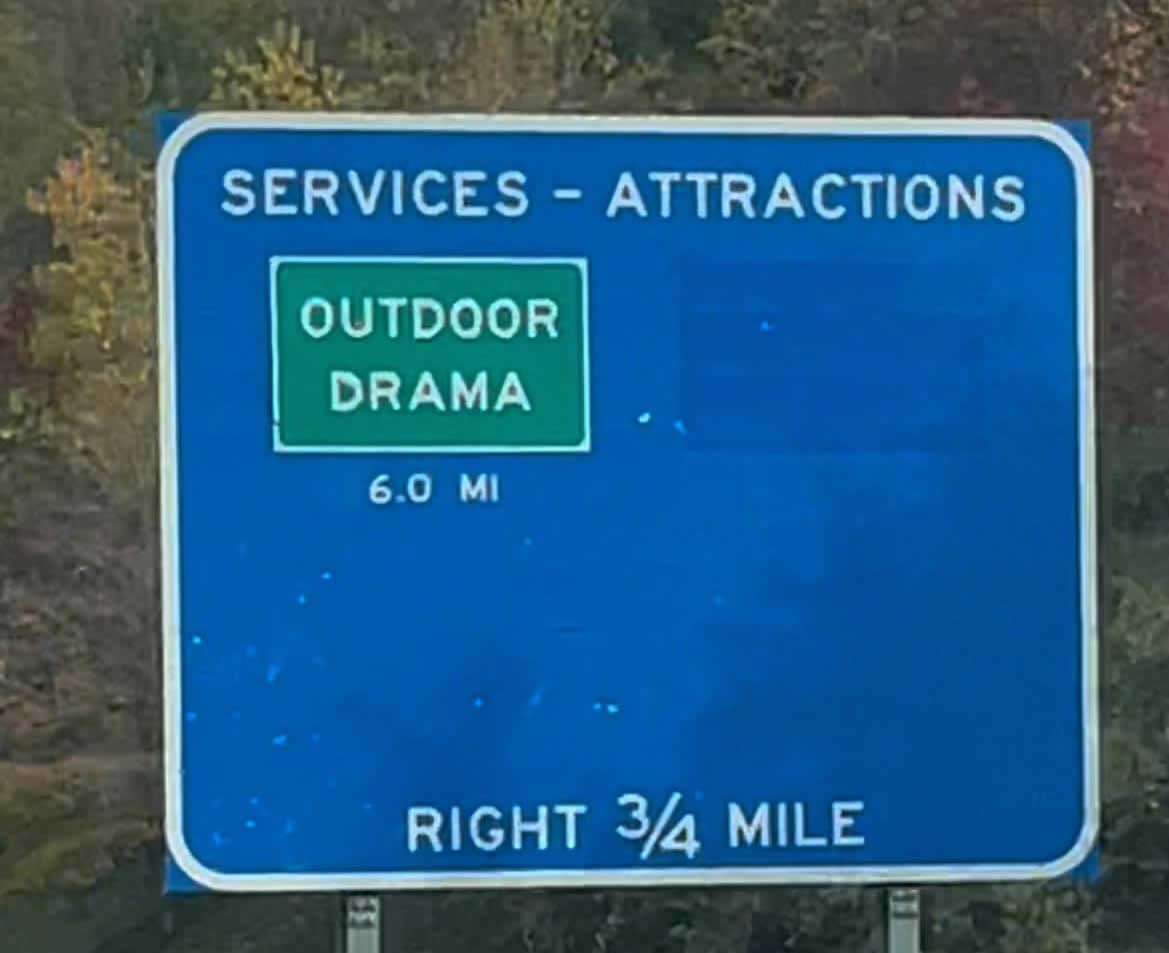 SERVICES - ATTRACTIONS
OUTDOOR
DRAMA
6.0 MI
RIGHT 3/4 MILE